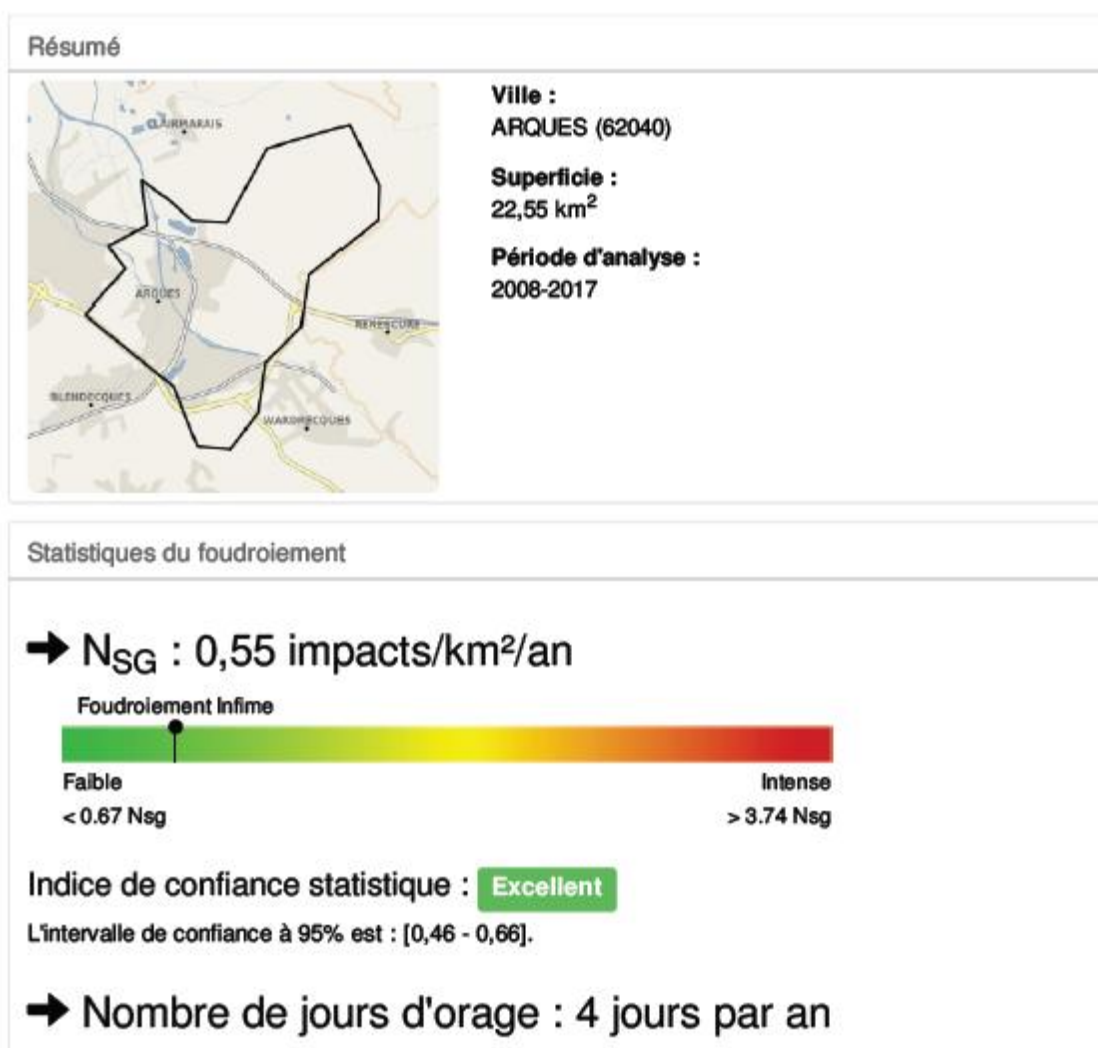 Résumé
CLAIRMARAIS
ARQUES
RENESCURE
BLENDECQUES
WARDRECQUES
Ville :
ARQUES (62040)
Superficie :
22,55 km²
Période d'analyse :
2008-2017
Statistiques du foudroiement
➔ NSG : 0,55 impacts/km²/an
Foudroiement Infime
Faible
Intense
< 0.67 Nsg
> 3.74 Nsg
Indice de confiance statistique : Excellent
L'intervalle de confiance à 95% est : [0,46 - 0,66].
➔ Nombre de jours d'orage : 4 jours par an